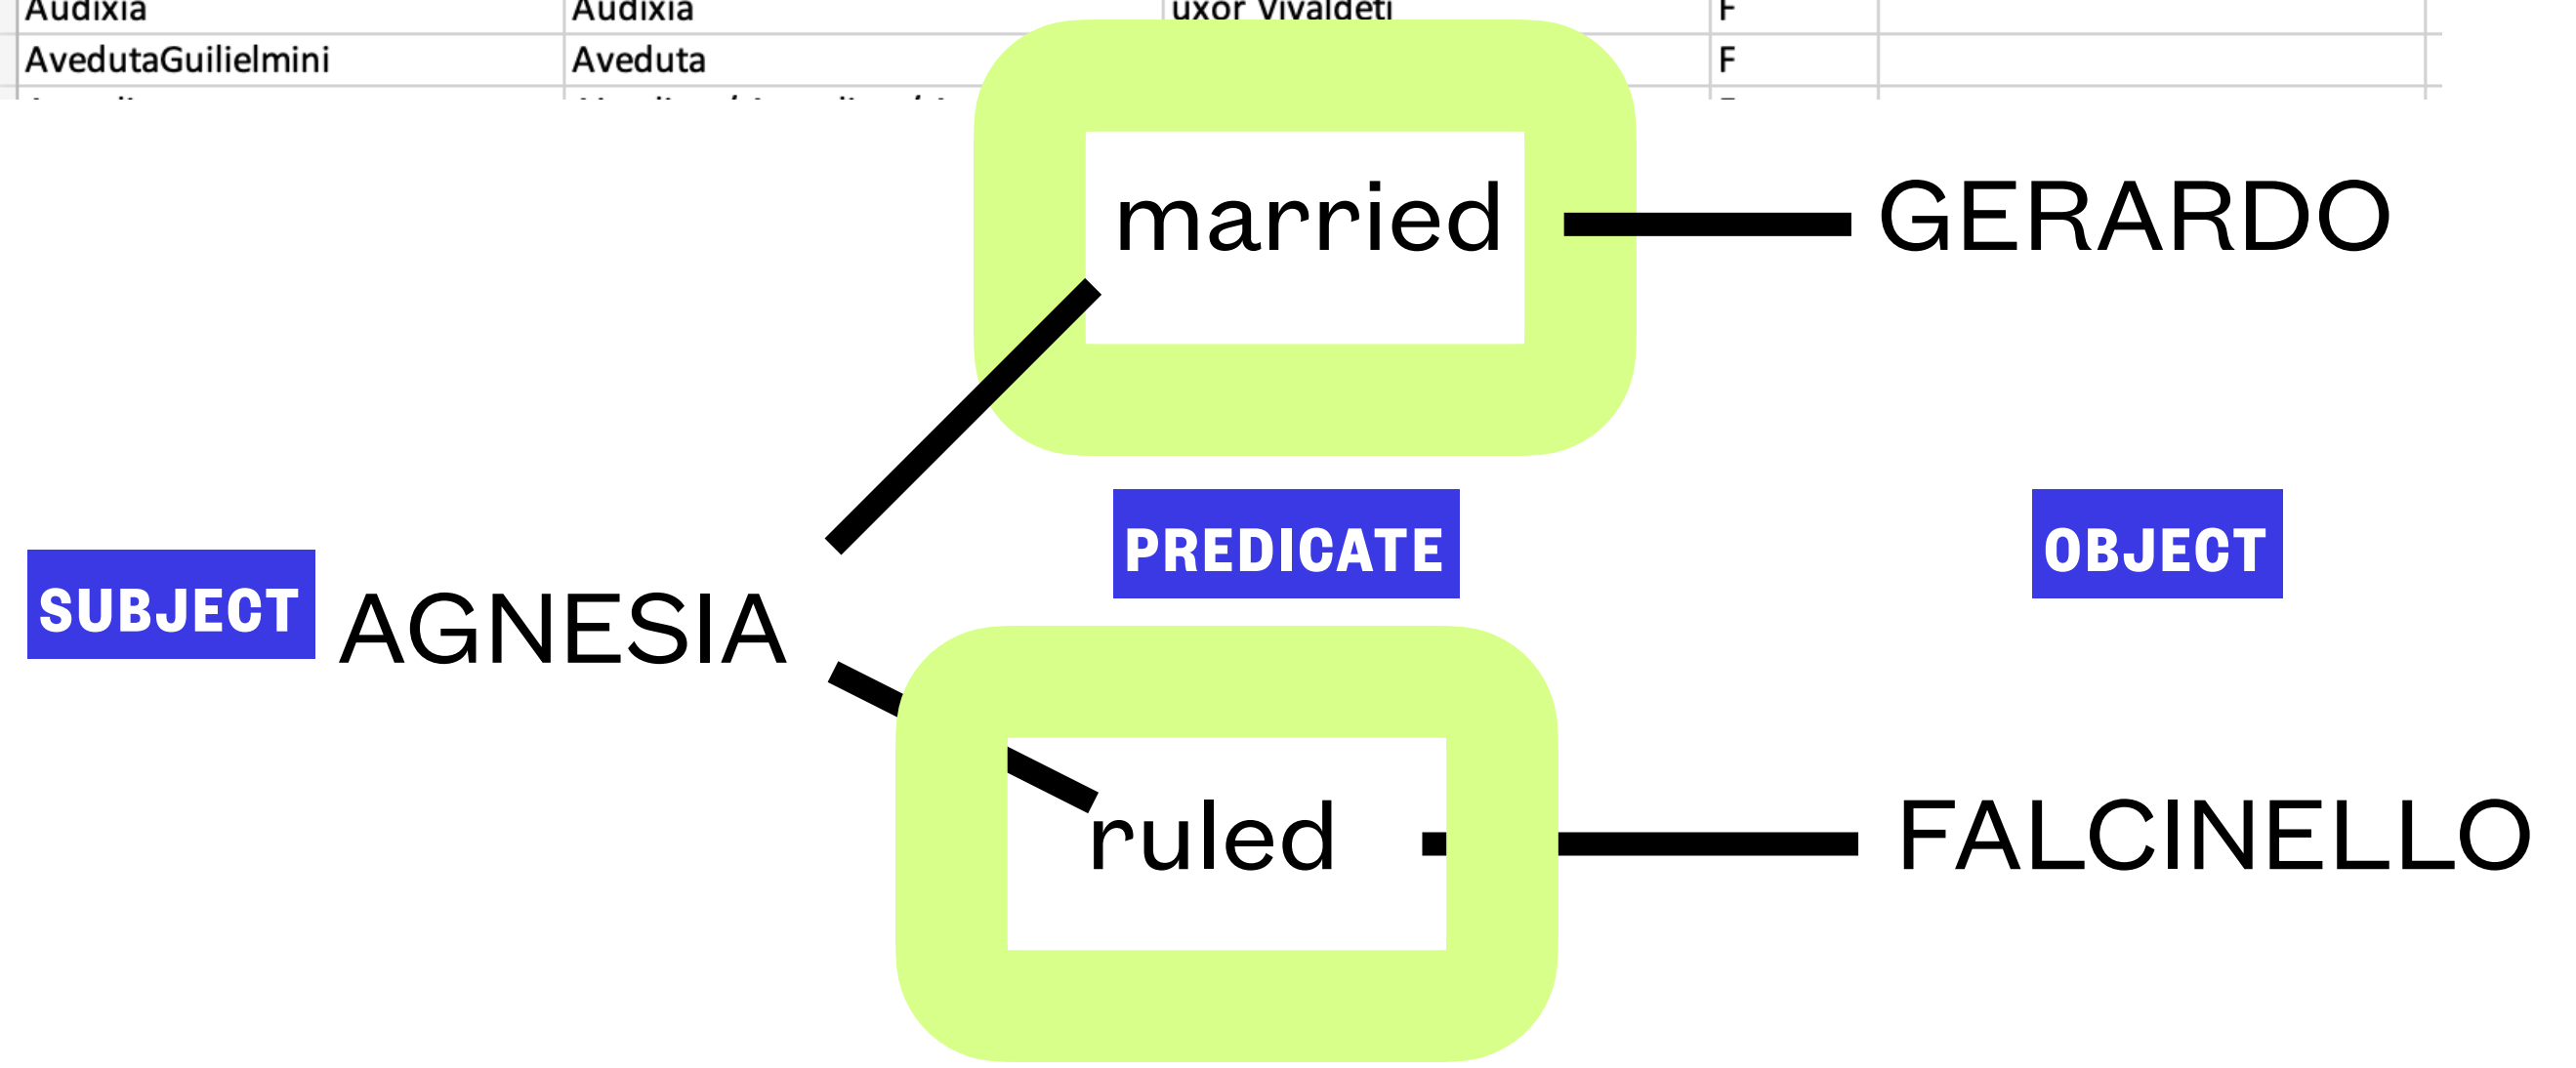 Audixia Audixia uxor Vivaldeti F
AvedutaGuilielmini Aveduta F
married GERARDO
PREDICATE OBJECT
SUBJECT AGNESIA
ruled FALCINELLO